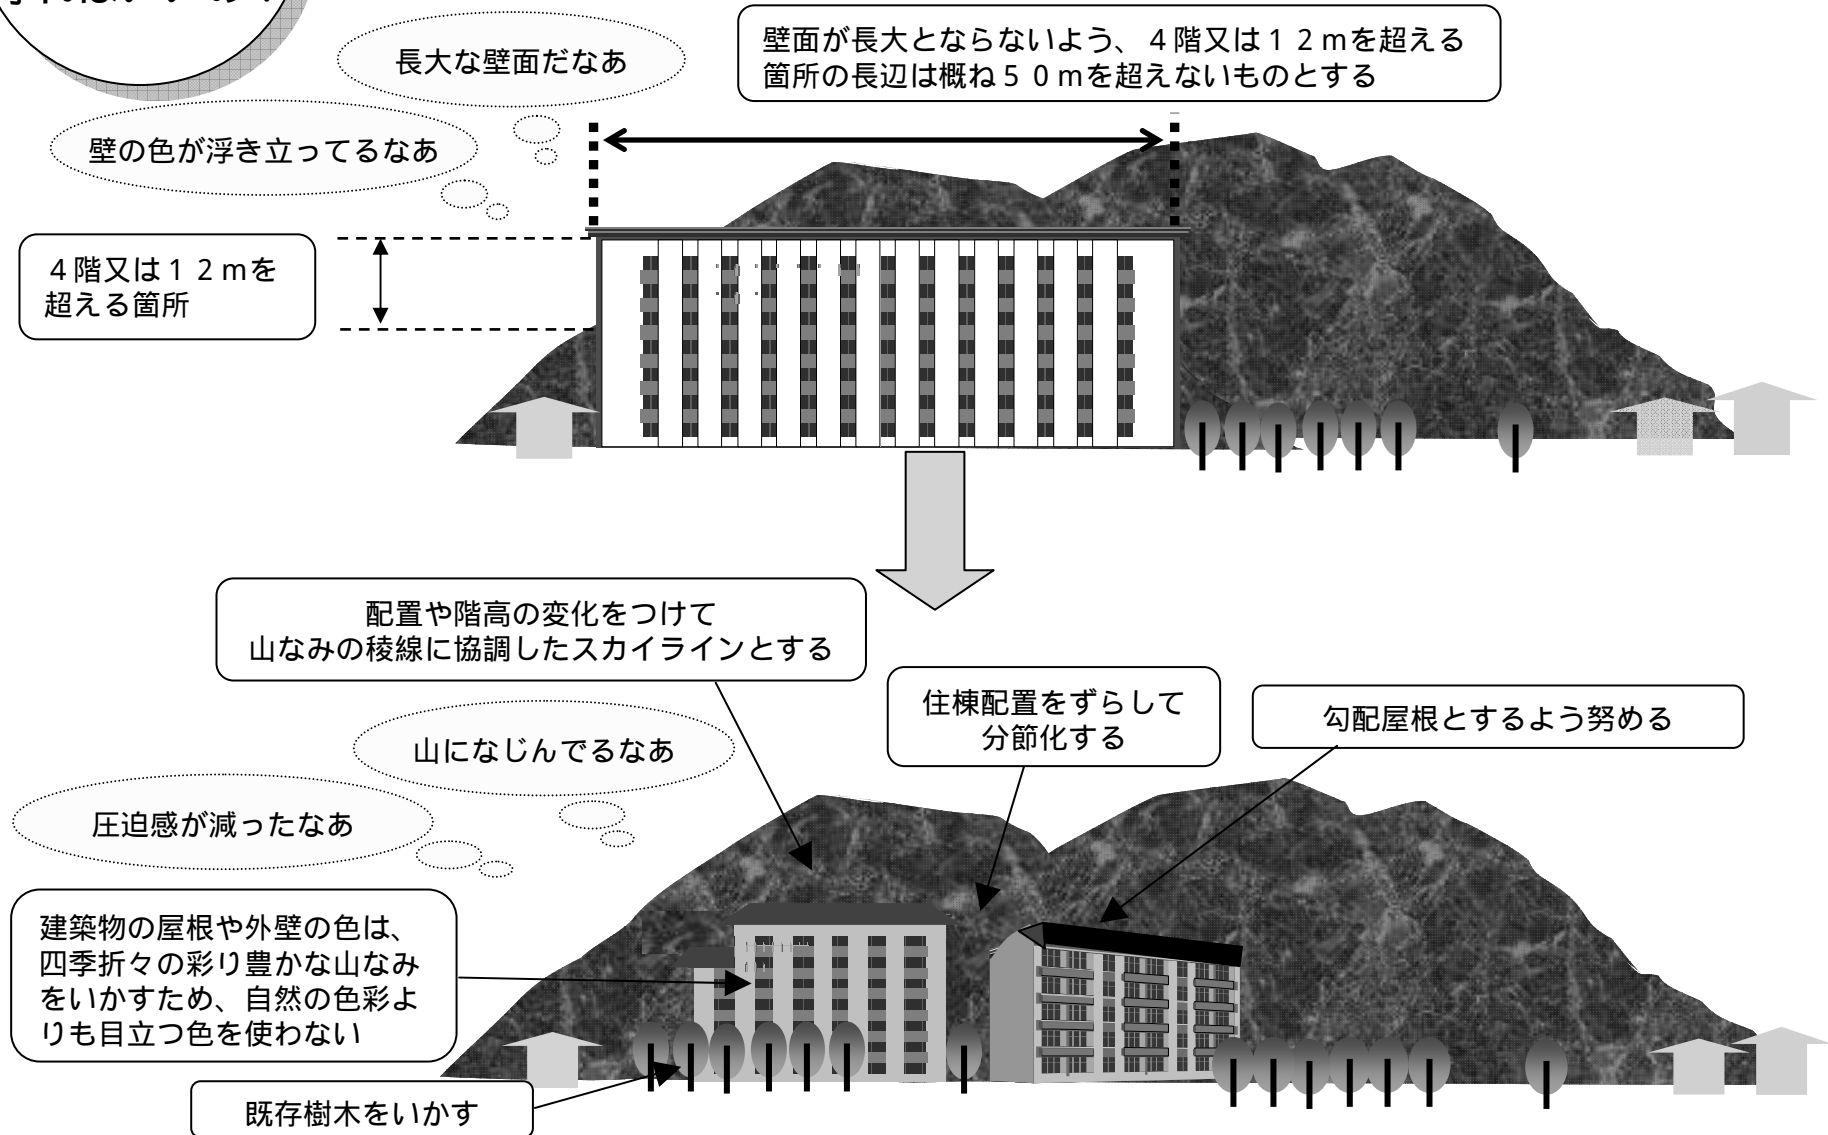 長大な壁面だなあ
壁面が長大とならないよう、４階又は１２ｍを超える
箇所の長辺は概ね５０ｍを超えないものとする
壁の色が浮き立ってるなあ
４階又は１２ｍを
超える箇所
配置や階高の変化をつけて
山なみの稜線に協調したスカイラインとする
住棟配置をずらして
分節化する
勾配屋根とするよう努める
山になじんでるなあ
圧迫感が減ったなあ
建築物の屋根や外壁の色は、
四季折々の彩り豊かな山なみ
をいかすため、自然の色彩よ
りも目立つ色を使わない
既存樹木をいかす